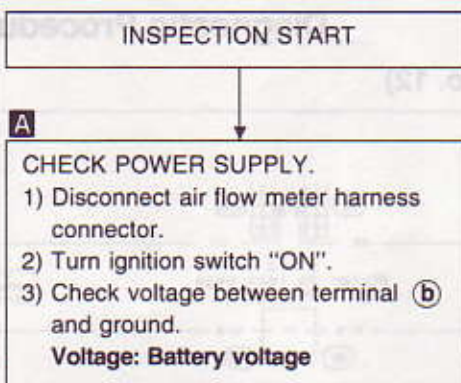 INSPECTION START
A
CHECK POWER SUPPLY.
1) Disconnect air flow meter harness
connector.
2) Turn ignition switch “ON”.
3) Check voltage between terminal ⓑ
and ground.
Voltage: Battery voltage